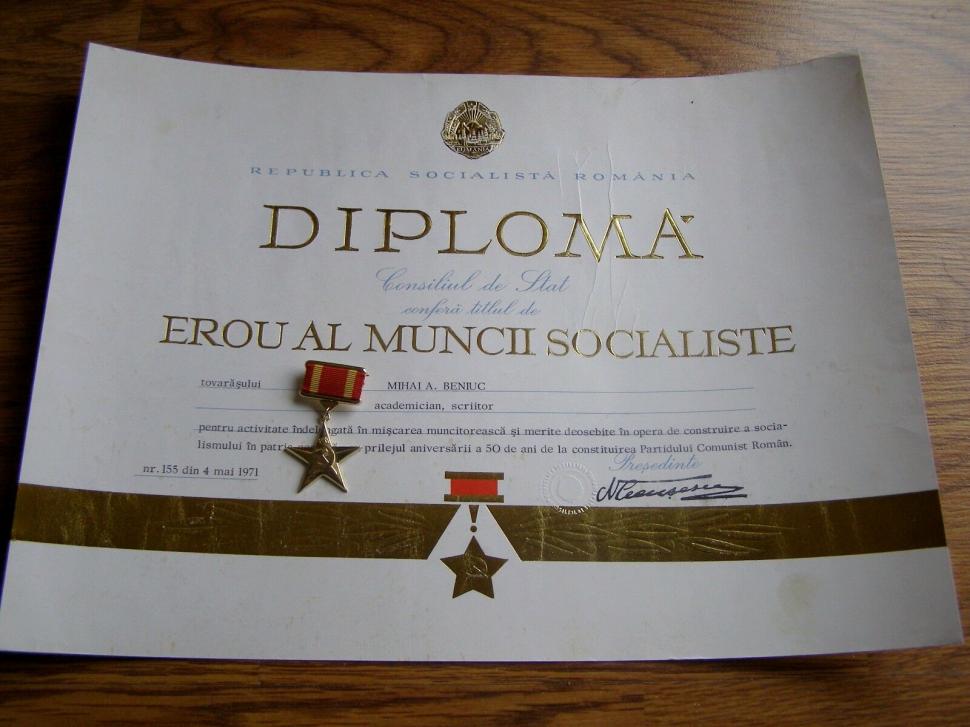 ROMÂNIA
REPUBLICA SOCIALISTĂ ROMÂNIA
DIPLOMĂ
Consiliul de Stat
conferă titlul de
EROU AL MUNCII SOCIALISTE
tovarăşului MIHAI A. BENIUC
academician, scriitor
pentru activitate îndelungată în mişcarea muncitorească şi merite deosebite în opera de construire a socia-
lismului în patria prilejul aniversării a 50 de ani de la constituirea Partidului Comunist Român.
Preşedinte
nr. 155 din 4 mai 1971
NCeauşescu